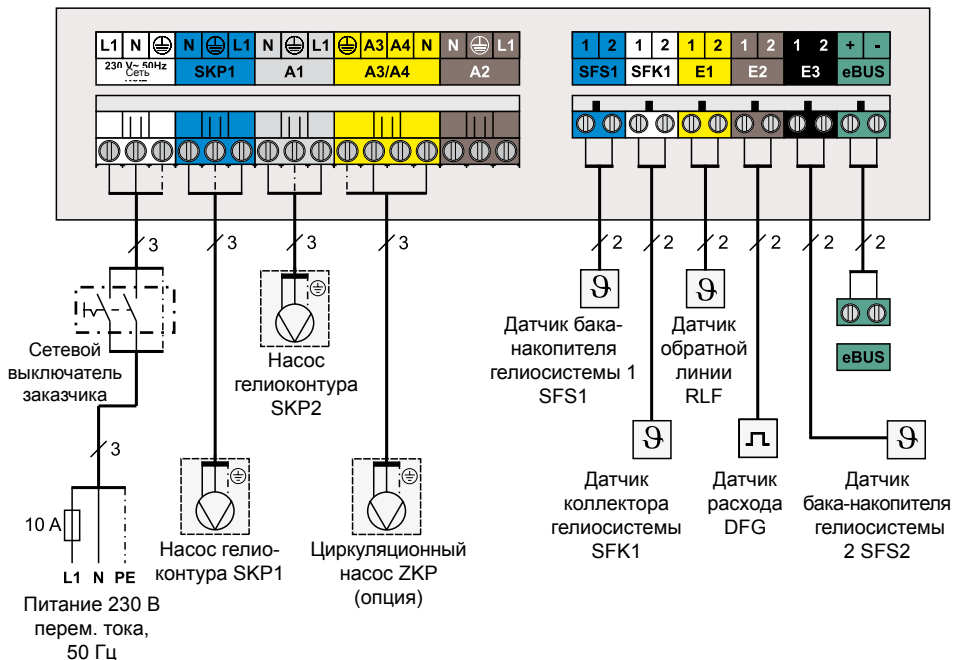 L1 N N L1 N L1 A3 A4 N N L1
230 V~ 50Hz
Сеть
SKP1 A1 A3/A4 A2
1 2 1 2 1 2 1 2 1 2 + -
SFS1 SFK1 E1 E2 E3 eBUS
3 3 3 3 2 2 2 2 2 2
Сетевой
выключатель
заказчика
Насос
гелиоконтура
SKP2
Датчик бака-
накопителя
гелиосистемы 1
SFS1
Датчик
обратной
линии
RLF
eBUS
3
10 A
L1 N PE
Питание 230 В
перем. тока,
50 Гц
Насос гелио-
контура SKP1
Циркуляционный
насос ZKP
(опция)
Датчик
коллектора
гелиосистемы
SFK1
Датчик
расхода
DFG
Датчик
бака-накопителя
гелиосистемы
2 SFS2